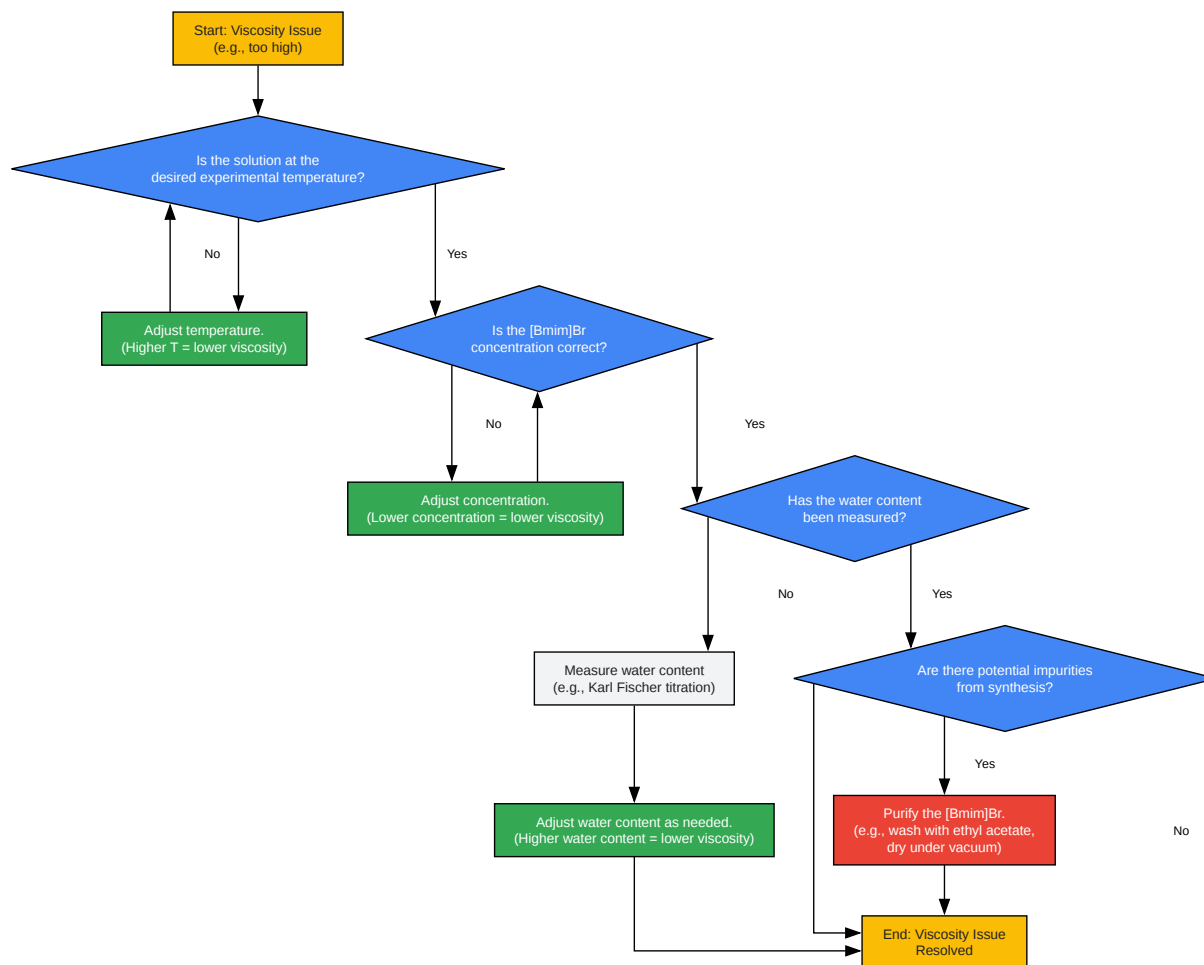 Start: Viscosity Issue
(e.g., too high)
Is the solution at the
desired experimental temperature?
No
Yes
Adjust temperature.
(Higher T = lower viscosity)
Is the [Bmim]Br
concentration correct?
No
Yes
Adjust concentration.
(Lower concentration = lower viscosity)
Has the water content
been measured?
No
Yes
Measure water content
(e.g., Karl Fischer titration)
Are there potential impurities
from synthesis?
Yes
No
Adjust water content as needed.
(Higher water content = lower viscosity)
Purify the [Bmim]Br.
(e.g., wash with ethyl acetate,
dry under vacuum)
End: Viscosity Issue
Resolved